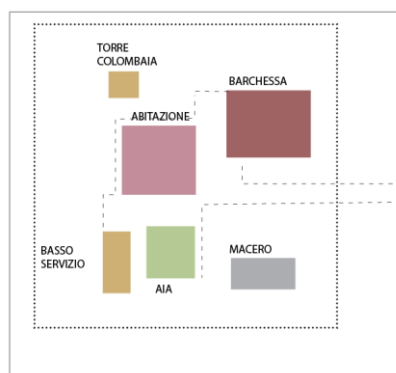 TORRE
COLOMBAIA
BARCHESSA
ABITAZIONE
BASSO
SERVIZIO
MACERO
AIA